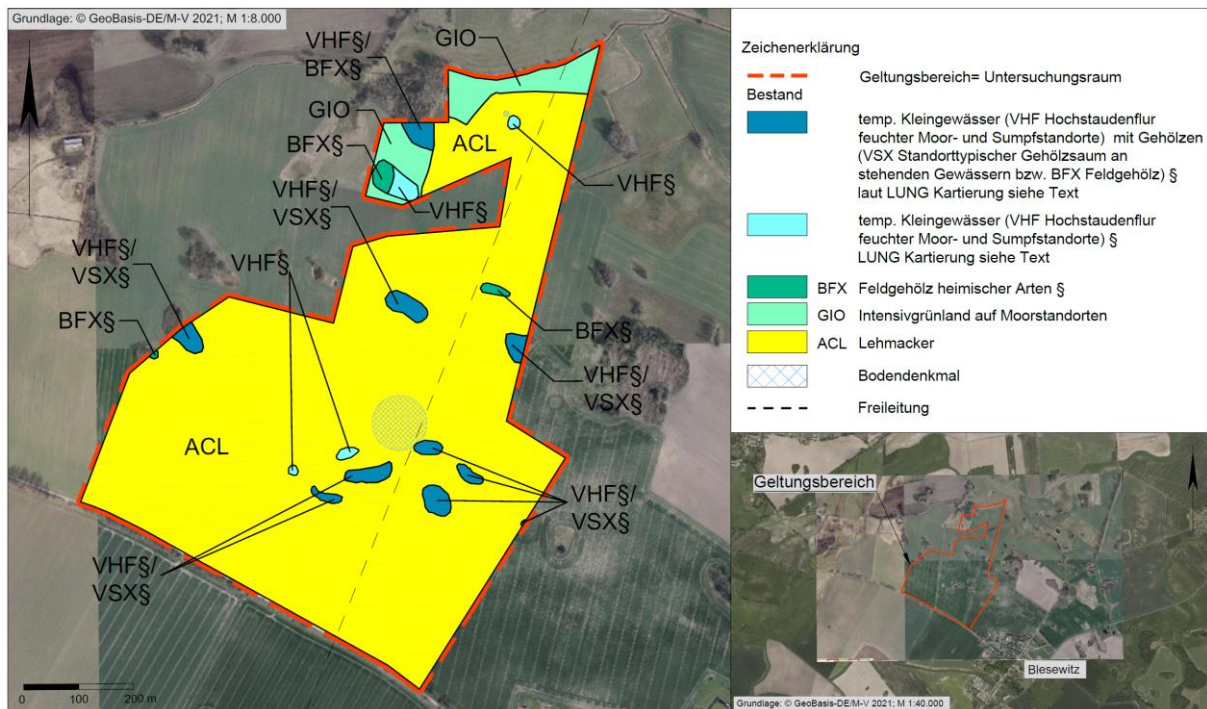 Grundlage: © GeoBasis-DE/M-V 2021; M 1:8.000
VHF§/
BFX§
GIO
GIO
BFX§
ACL
VHF§
VHF§
VHF§/
VSX§
VHF§/
VSX§
VHF§
BFX§
BFX§
VHF§/
VSX§
ACL
VHF§/
VSX§
VHF§/
VSX§
0 100 200 m
Zeichenerklärung
Geltungsbereich= Untersuchungsraum
Bestand
temp. Kleingewässer (VHF Hochstaudenflur
feuchter Moor- und Sumpfstandorte) mit Gehölzen
(VSX Standorttypischer Gehölzsaum an
stehenden Gewässern bzw. BFX Feldgehölz) §
laut LUNG Kartierung siehe Text
temp. Kleingewässer (VHF Hochstaudenflur
feuchter Moor- und Sumpfstandorte) §
LUNG Kartierung siehe Text
BFX Feldgehölz heimischer Arten §
GIO Intensivgrünland auf Moorstandorten
ACL Lehmacker
Bodendenkmal
Freileitung
Geltungsbereich
Blesewitz
Grundlage: © GeoBasis-DE/M-V 2021; M 1:40.000